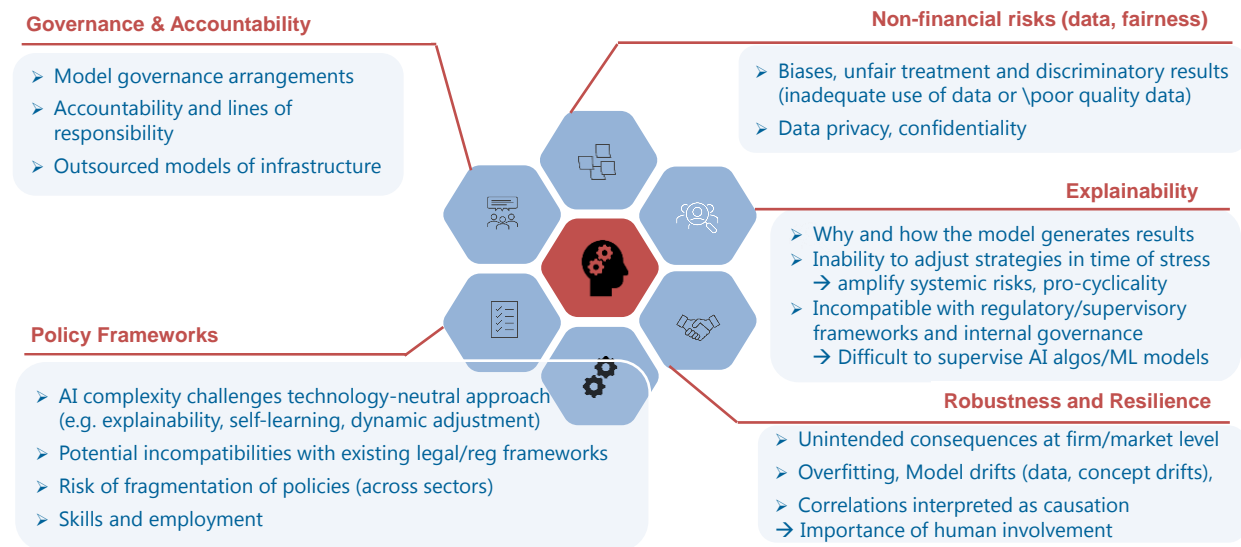 Governance & Accountability
➢ Model governance arrangements
➢ Accountability and lines of
responsibility
➢ Outsourced models of infrastructure
Non-financial risks (data, fairness)
➢ Biases, unfair treatment and discriminatory results
(inadequate use of data or \poor quality data)
➢ Data privacy, confidentiality
Explainability
➢ Why and how the model generates results
➢ Inability to adjust strategies in time of stress
→ amplify systemic risks, pro-cyclicality
➢ Incompatible with regulatory/supervisory
frameworks and internal governance
→ Difficult to supervise AI algos/ML models
Policy Frameworks
➢ AI complexity challenges technology-neutral approach
(e.g. explainability, self-learning, dynamic adjustment)
➢ Potential incompatibilities with existing legal/reg frameworks
➢ Risk of fragmentation of policies (across sectors)
➢ Skills and employment
Robustness and Resilience
➢ Unintended consequences at firm/market level
➢ Overfitting, Model drifts (data, concept drifts),
➢ Correlations interpreted as causation
→ Importance of human involvement